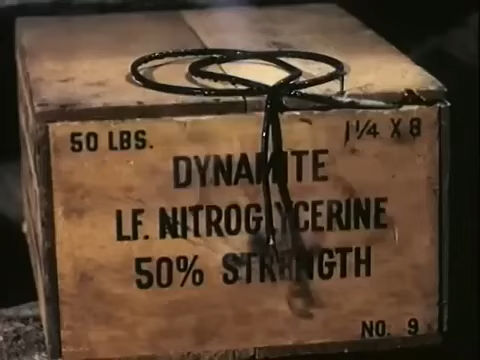 50 LBS. 1¼ X 8
DYNAMITE
LF. NITROGLYCERINE
50% STRENGTH
NO. 9